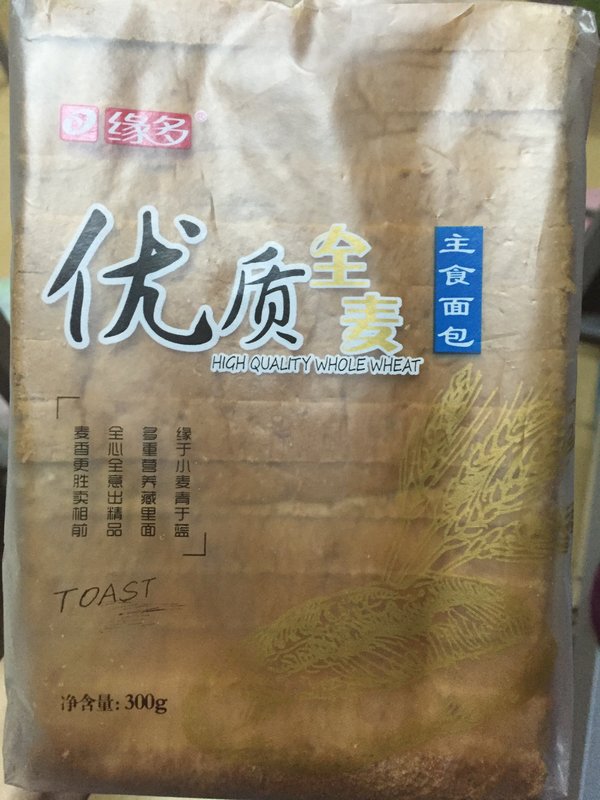 缘多®
优质全麦
HIGH QUALITY WHOLE WHEAT
主食面包
缘于小麦青于蓝
多重营养藏里面
全心全意出精品
麦香更胜卖相前
TOAST
净含量: 300g